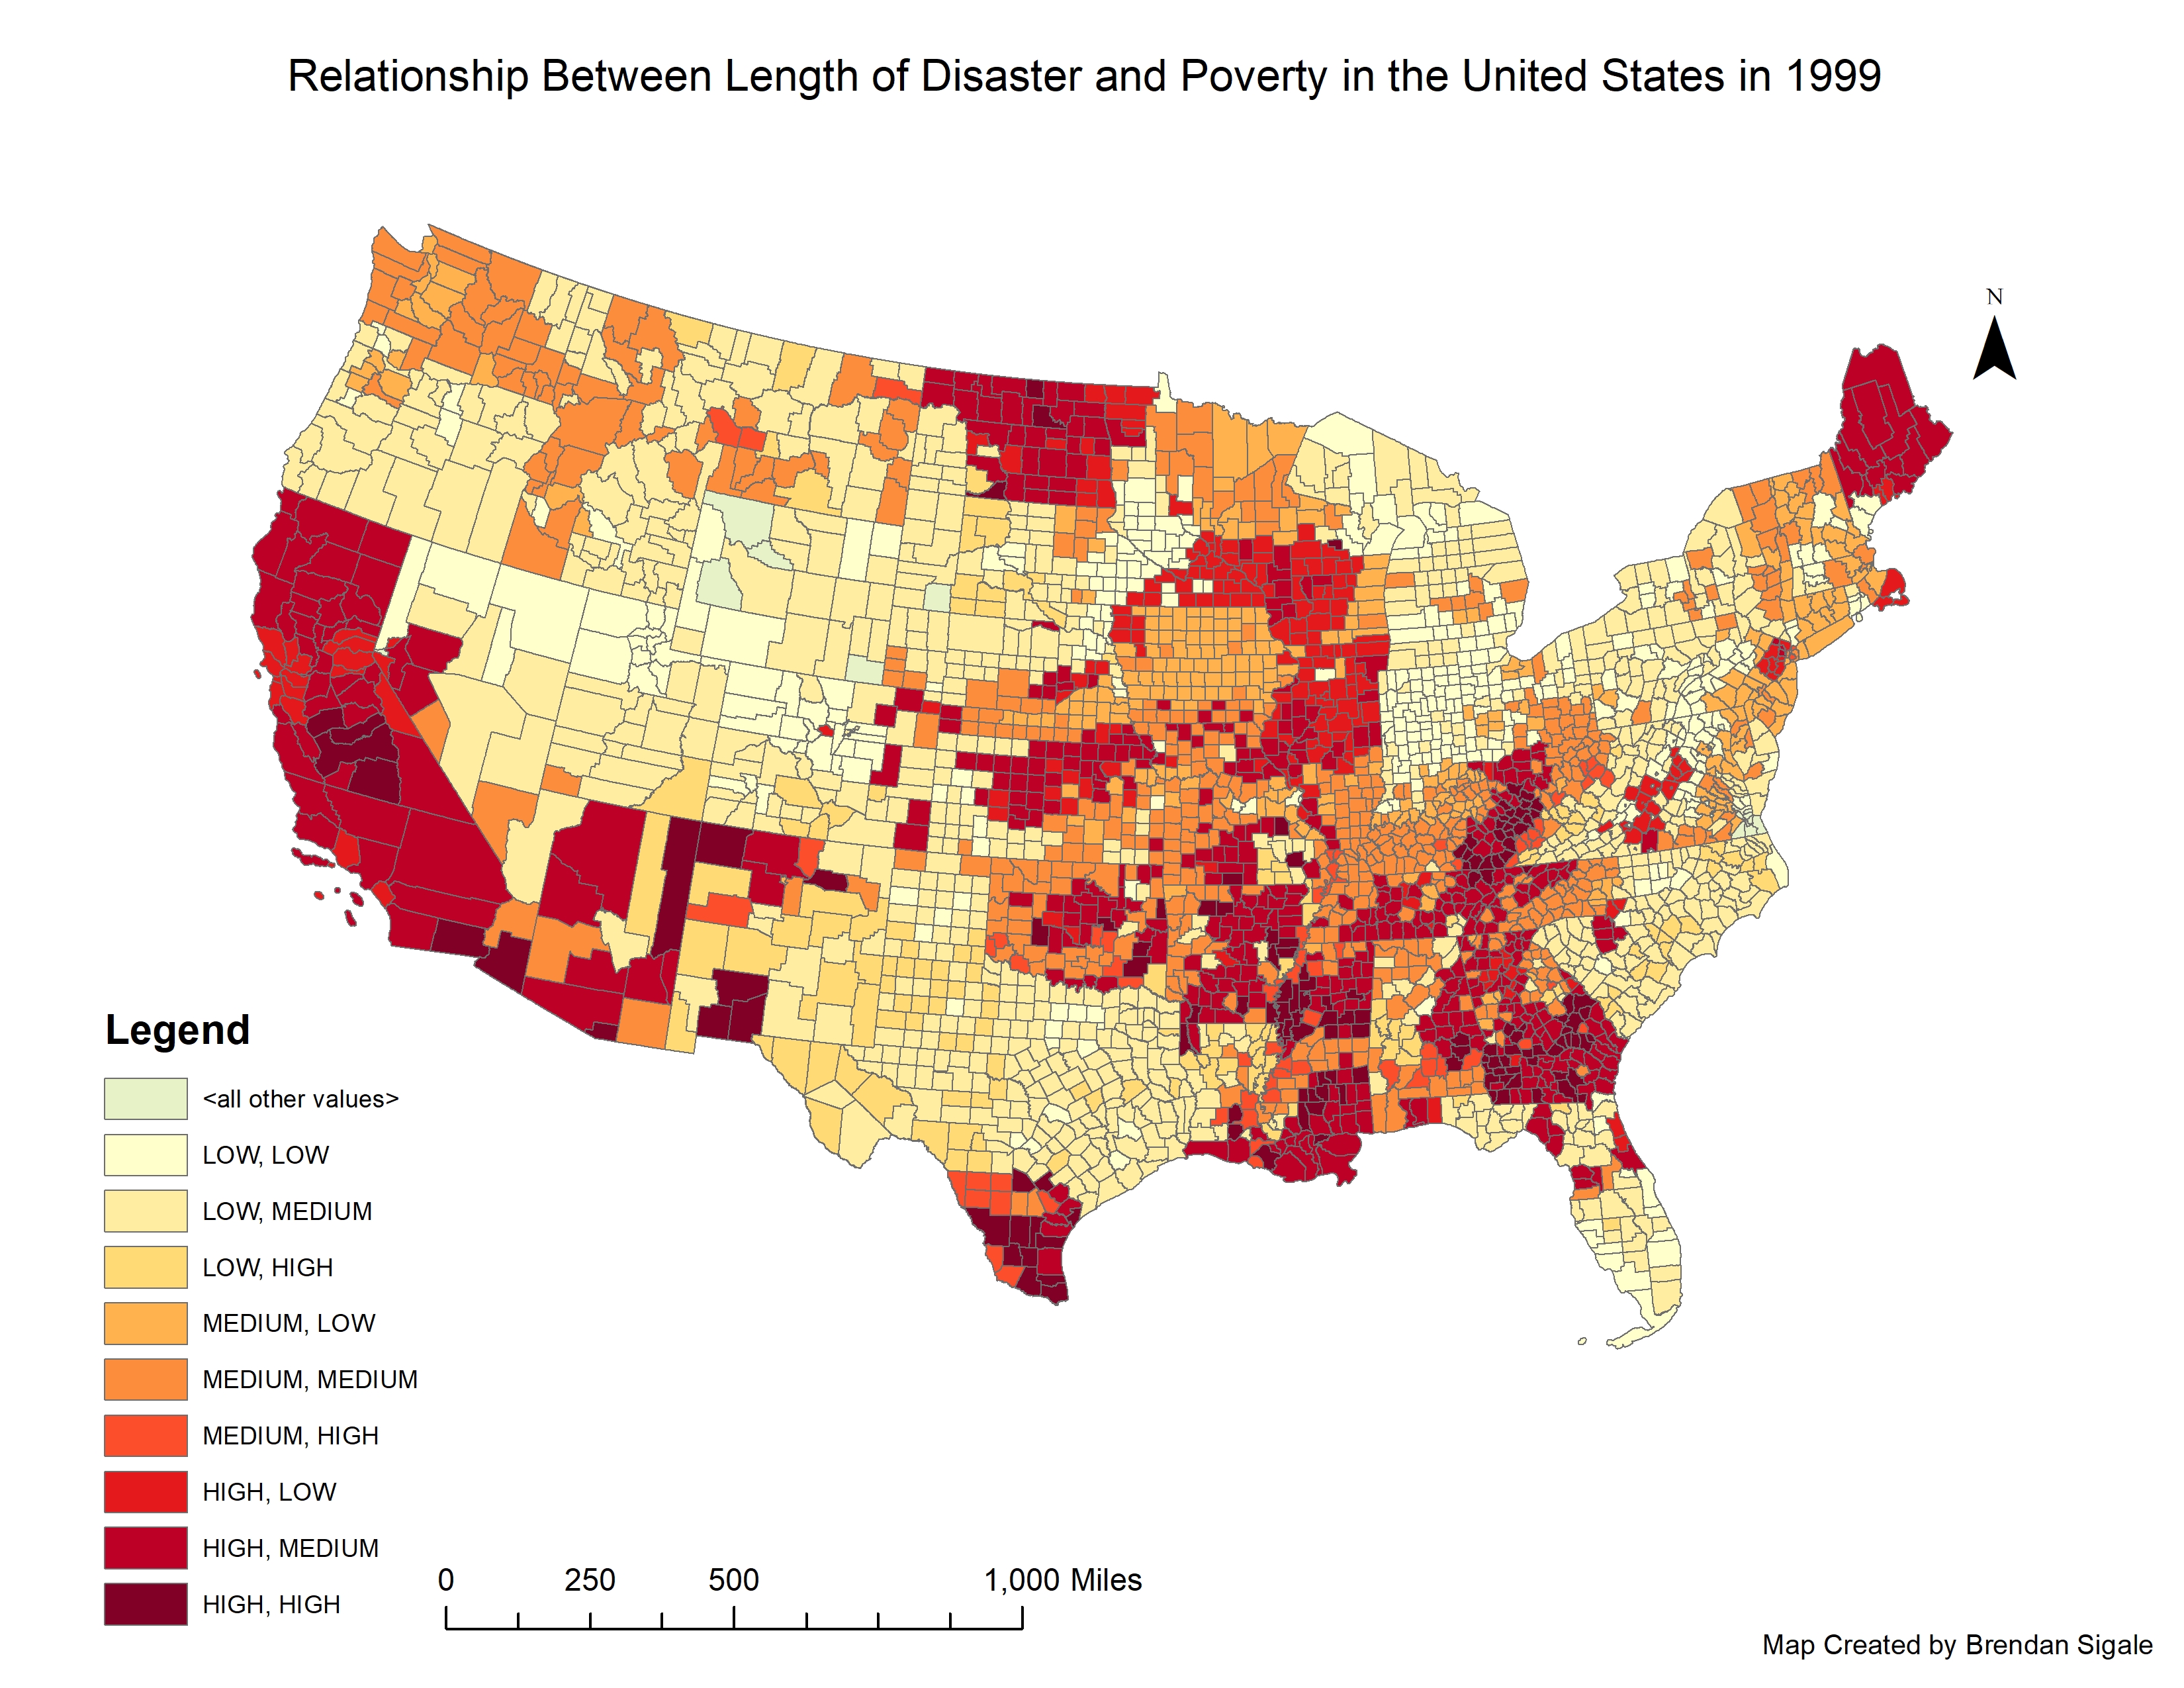 Relationship Between Length of Disaster and Poverty in the United States in 1999
N
Legend
<all other values>
LOW, LOW
LOW, MEDIUM
LOW, HIGH
MEDIUM, LOW
MEDIUM, MEDIUM
MEDIUM, HIGH
HIGH, LOW
HIGH, MEDIUM
HIGH, HIGH
0 250 500 1,000 Miles
Map Created by Brendan Sigale